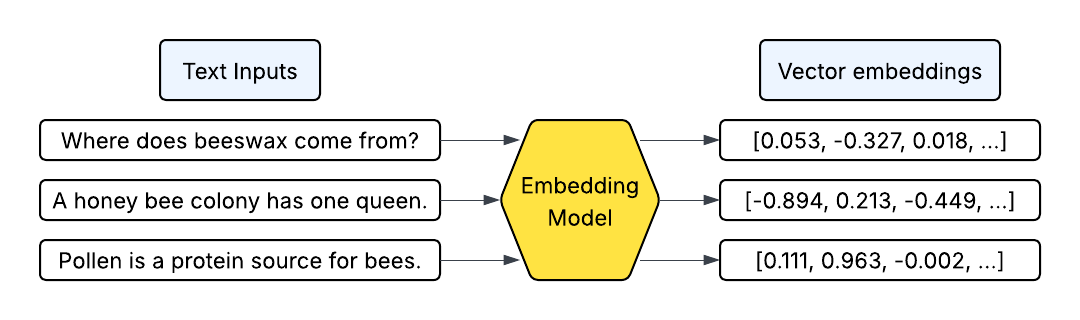 Text Inputs
Vector embeddings
Where does beeswax come from?
[0.053, -0.327, 0.018, ...]
A honey bee colony has one queen.
Embedding
Model
[-0.894, 0.213, -0.449, ...]
Pollen is a protein source for bees.
[0.111, 0.963, -0.002, ...]